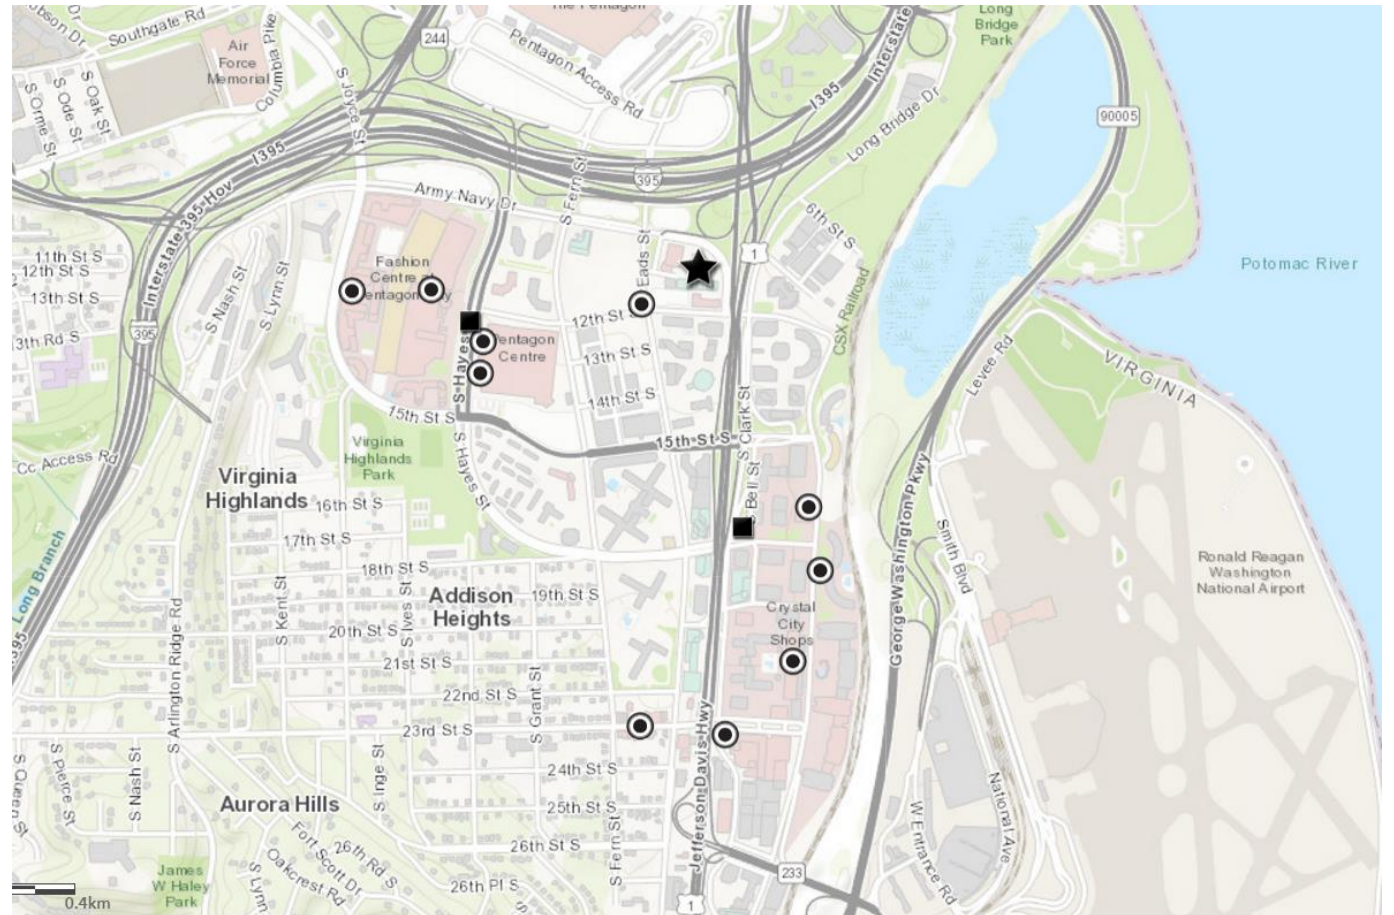 Southgate Rd
Long
Bridge
Park
244
Air
Force
Memorial
Columbia Pike
Pentagon Access Rd
Interstate
I395
S Oak St
S Ode St
S Orme St
S Joyce St
Long Bridge Dr
90005
I395
395
S Fern St
Army Navy Dr
Interstate 395 Hov
6th St S
1
11th St S
12th St S
13th St S
S Nash St
S Lynn St
Fashion
Centre at
Pentagon City
Eads St
Potomac River
CSX Railroad
395
12th St S
3th Rd S
Pentagon
Centre
13th St S
S Hayes
14th St S
Levee Rd
VIRGINIA
15th St S
S Clark St
15th St S
Virginia
Highlands
Park
Cc Access Rd
S Hayes St
Virginia
Highlands
Bell St
16th St S
17th St S
George Washington Pkwy
Smith Blvd
Long Branch
18th St S
Ronald Reagan
Washington
National Airport
Addison
Heights
19th St S
S Kent St
S Ives St
Crystal
City
Shops
20th St S
21st St S
S Arlington Ridge Rd
395
22nd St S
S Grant St
23rd St S
Jefferson Davis Hwy
S Queen St
S Pierce St
S Nash St
S Inge St
24th St S
Aurora Hills
25th St S
National Ave
W Entrance Rd
26th St S
S Fern St
Fort Scott Dr
26th Rd S
Oakcrest Rd
James
W Haley
Park
S Lynn
26th Pl S
233
0.4km
1